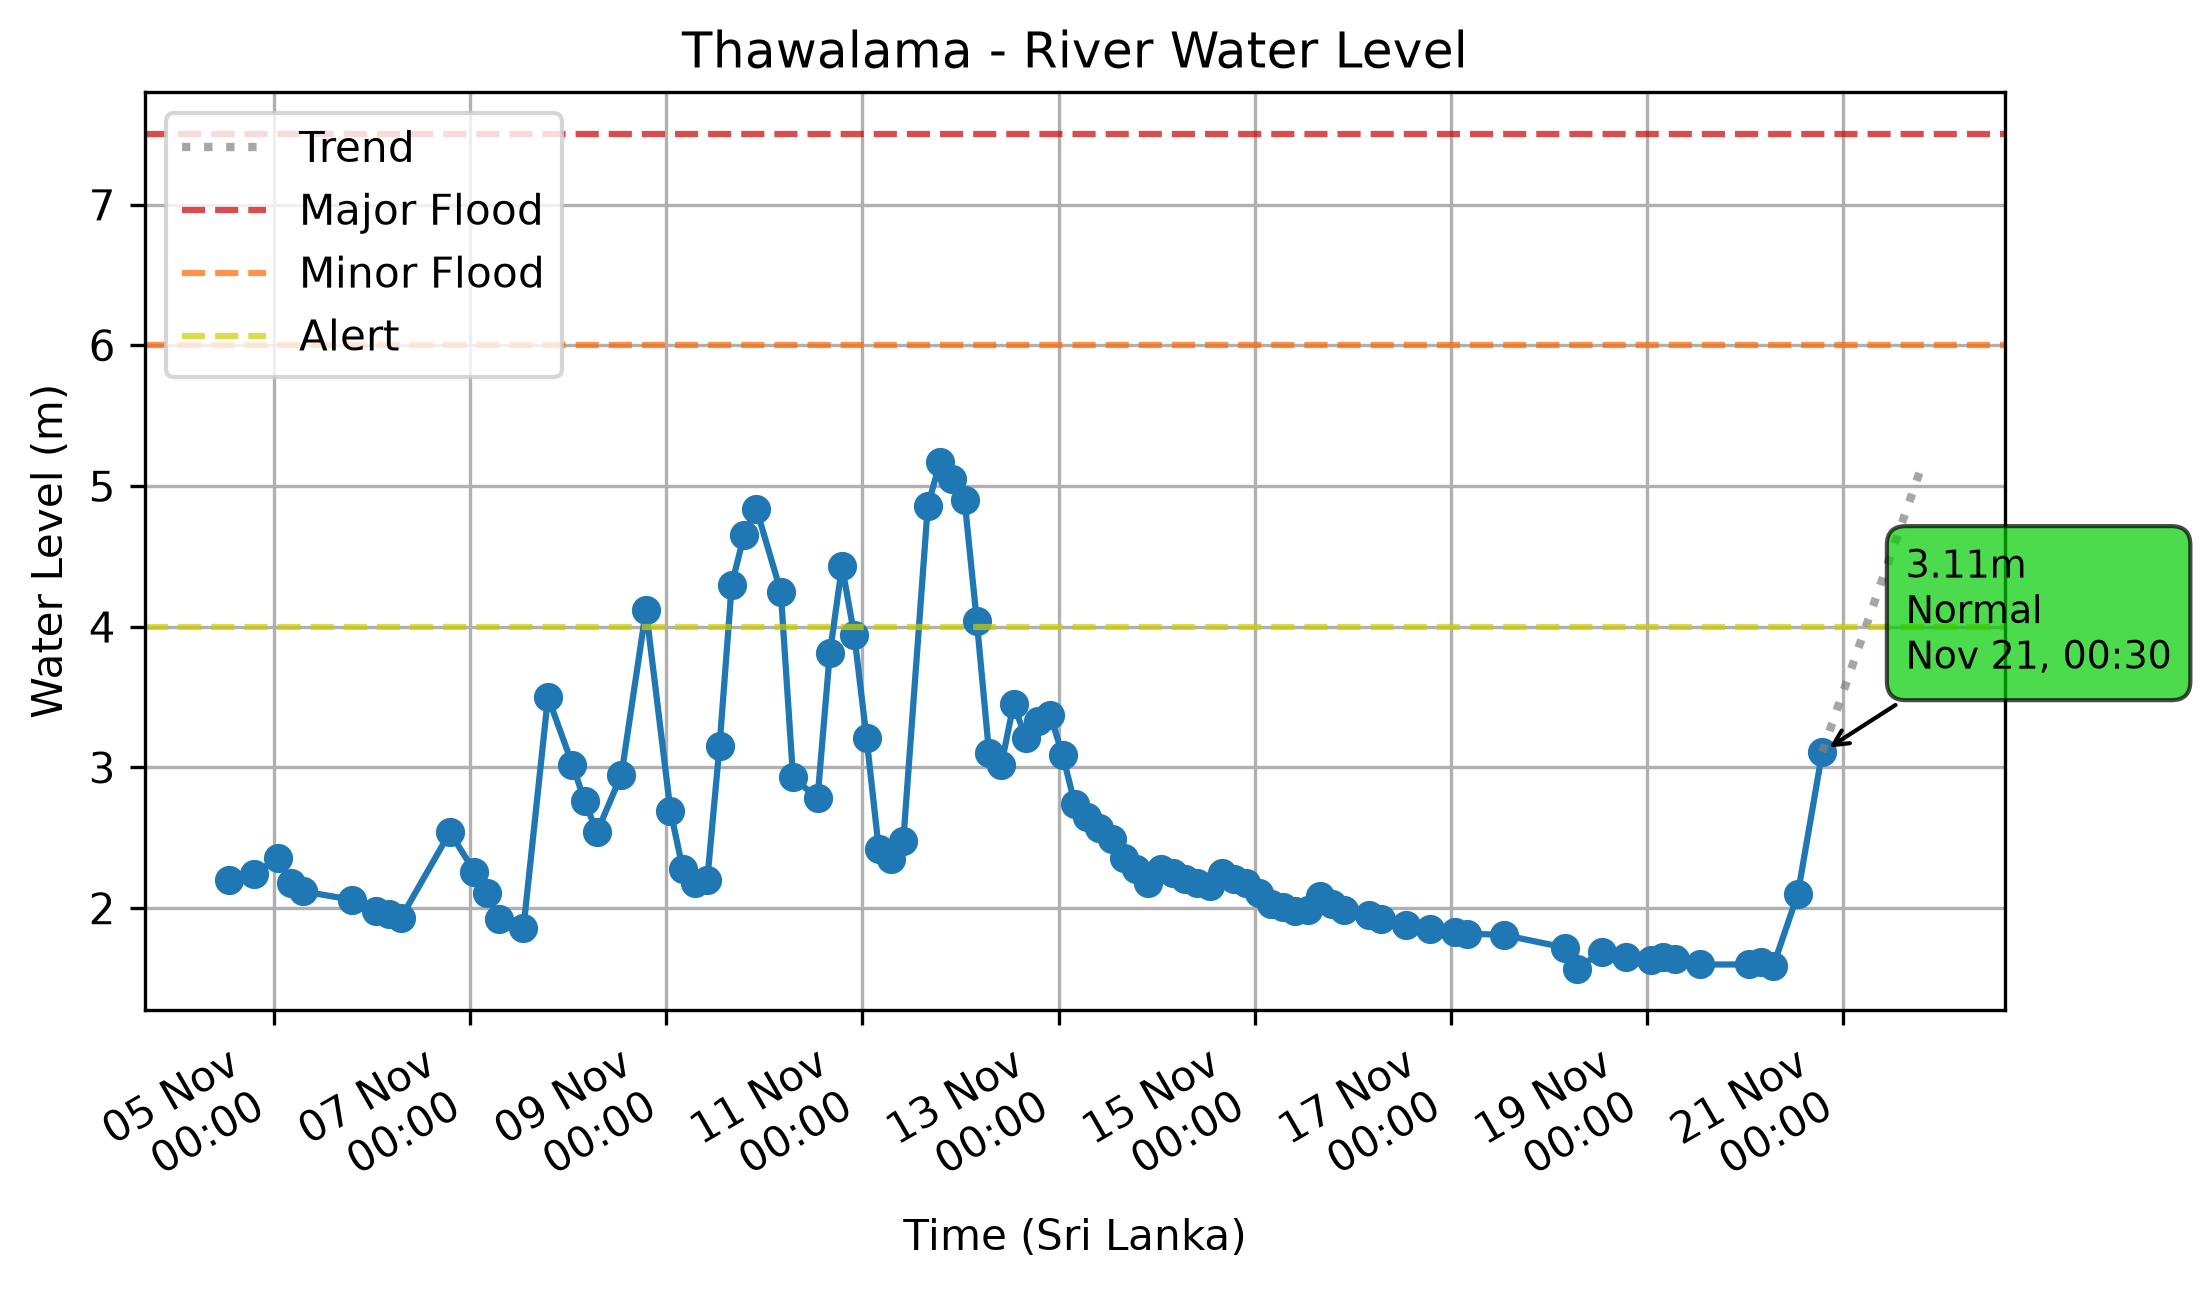 Thawalama - River Water Level
Trend
Major Flood
Minor Flood
Alert
7
6
5
4
3
2
Water Level (m)
3.11m
Normal
Nov 21, 00:30
05 Nov
00:00
07 Nov
00:00
09 Nov
00:00
11 Nov
00:00
13 Nov
00:00
15 Nov
00:00
17 Nov
00:00
19 Nov
00:00
21 Nov
00:00
Time (Sri Lanka)